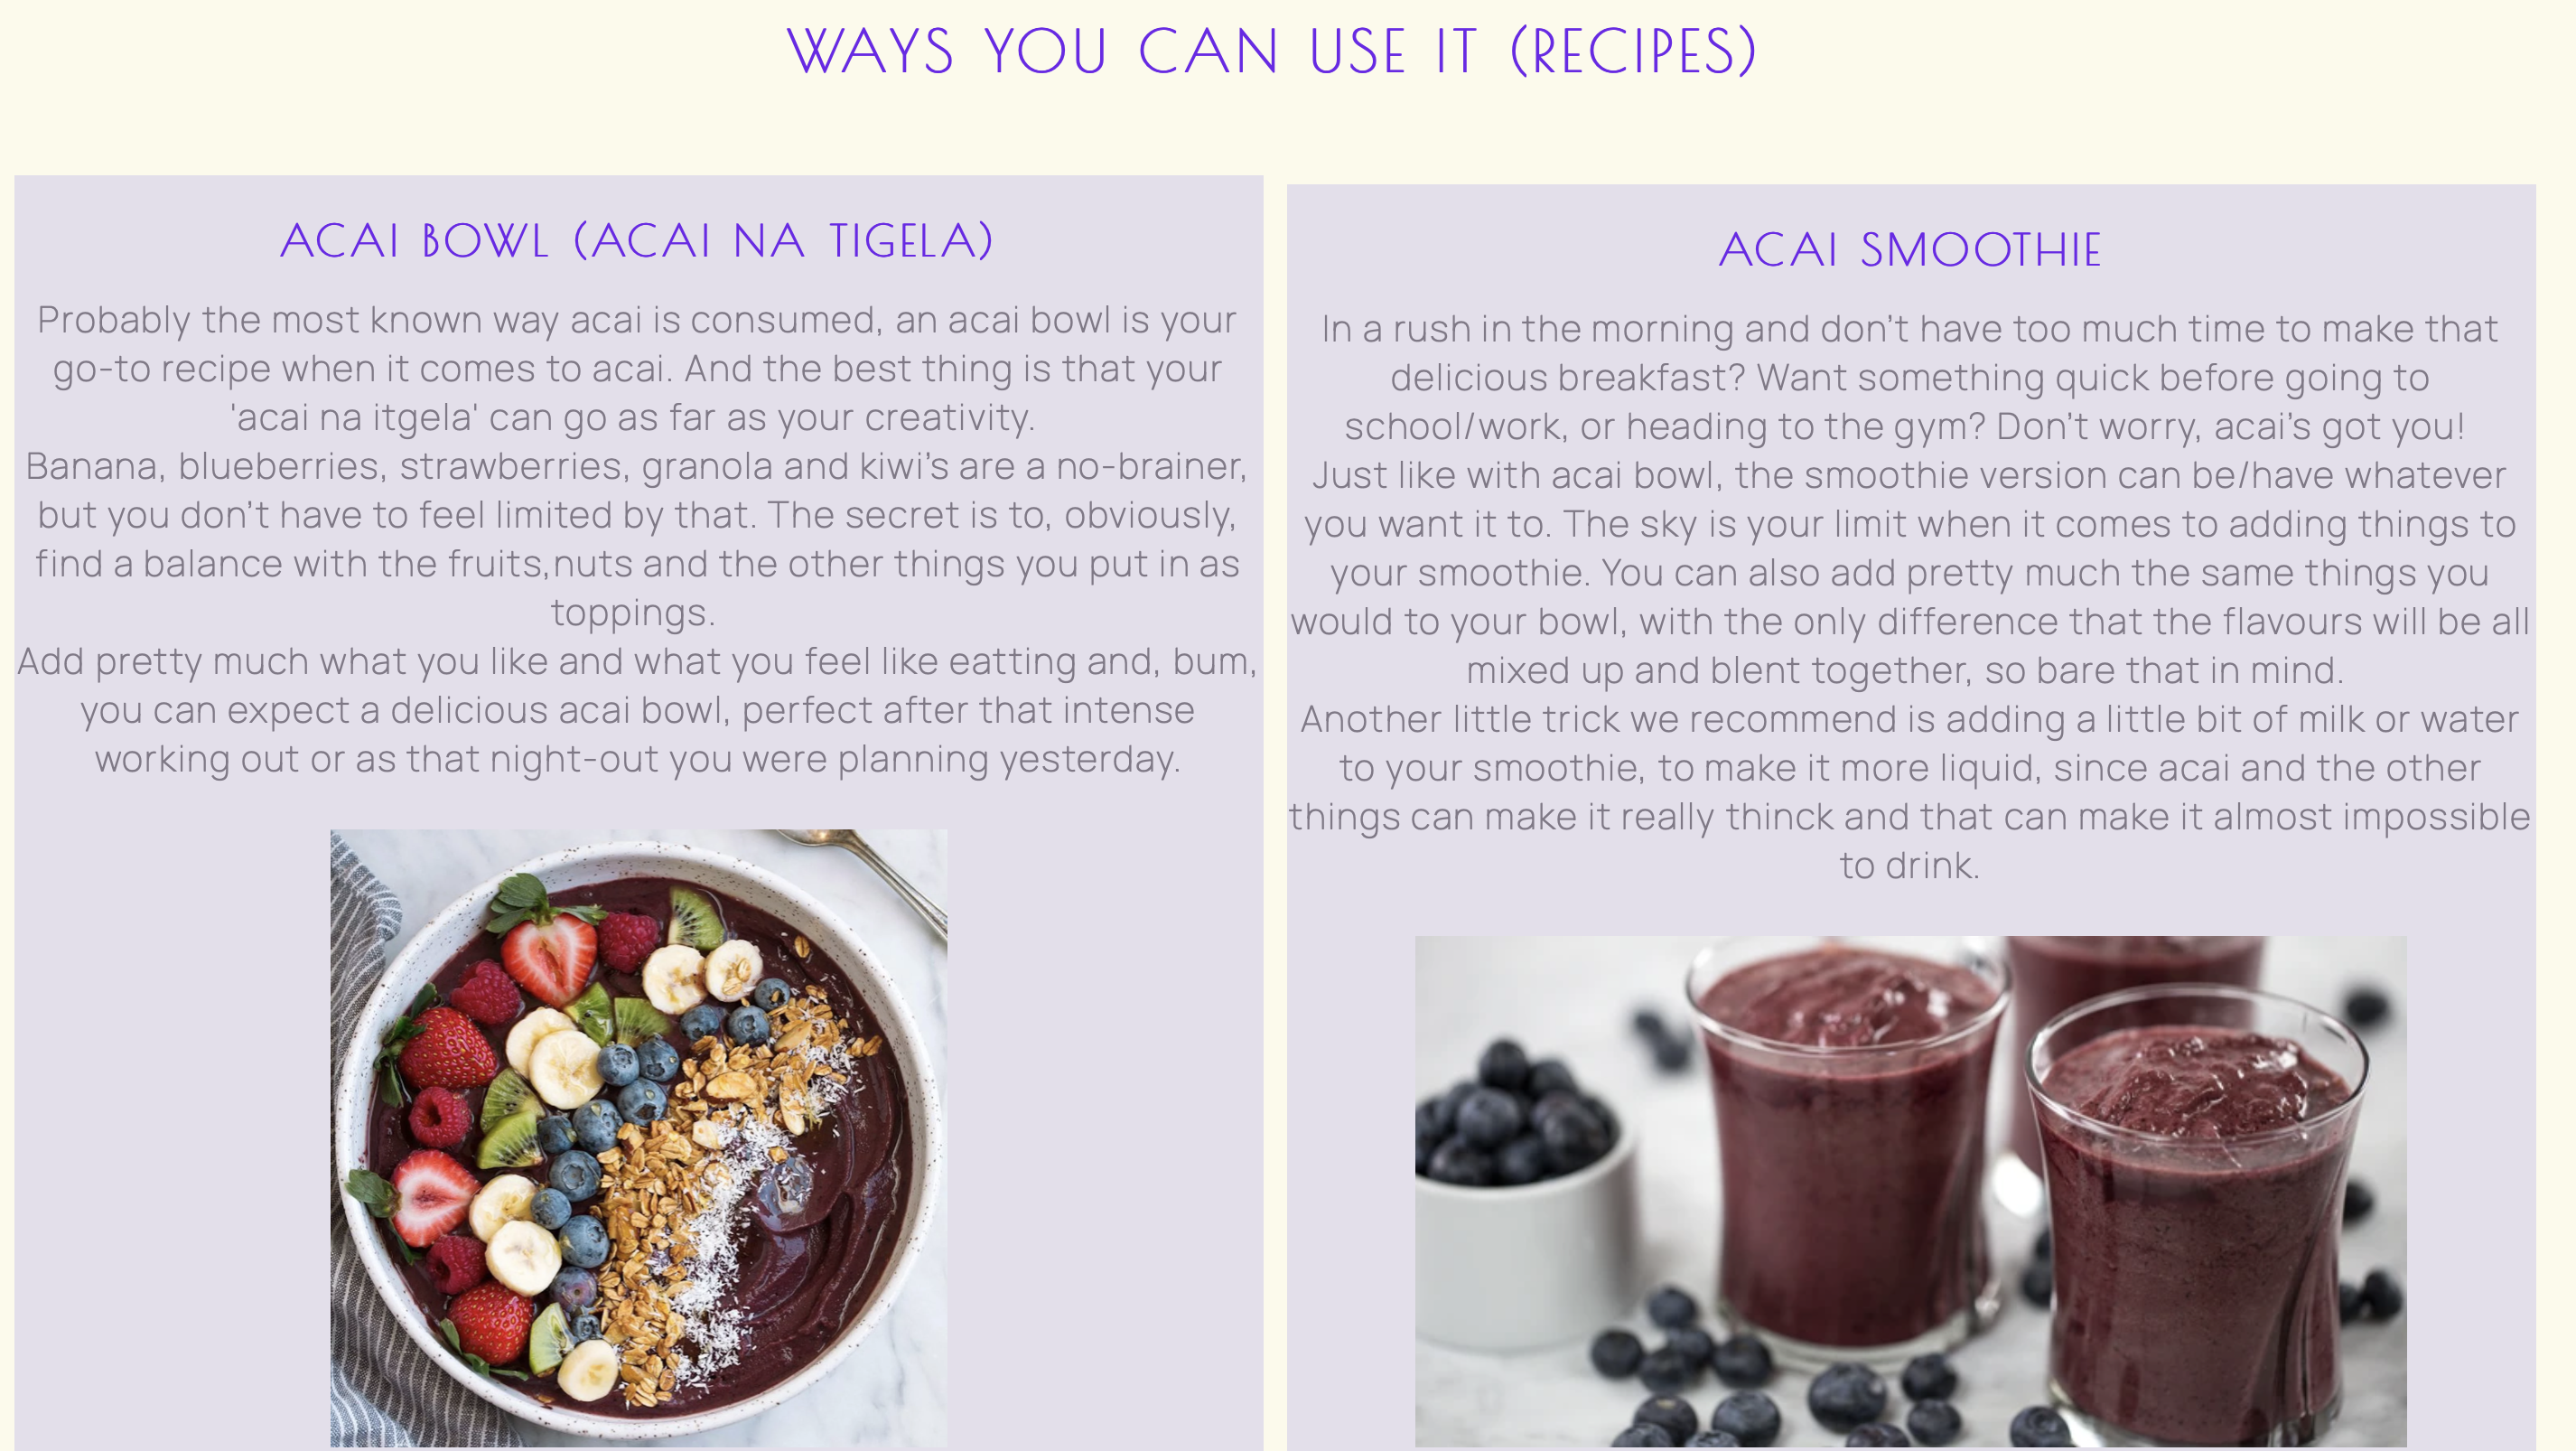 WAYS YOU CAN USE IT (RECIPES)
ACAI BOWL (ACAI NA TIGELA)
Probably the most known way acai is consumed, an acai bowl is your
go-to recipe when it comes to acai. And the best thing is that your
'acai na itgela' can go as far as your creativity.
Banana, blueberries, strawberries, granola and kiwi’s are a no-brainer,
but you don’t have to feel limited by that. The secret is to, obviously,
find a balance with the fruits,nuts and the other things you put in as
toppings.
Add pretty much what you like and what you feel like eatting and, bum,
you can expect a delicious acai bowl, perfect after that intense
working out or as that night-out you were planning yesterday.
ACAI SMOOTHIE
In a rush in the morning and don’t have too much time to make that
delicious breakfast? Want something quick before going to
school/work, or heading to the gym? Don’t worry, acai’s got you!
Just like with acai bowl, the smoothie version can be/have whatever
you want it to. The sky is your limit when it comes to adding things to
your smoothie. You can also add pretty much the same things you
would to your bowl, with the only difference that the flavours will be all
mixed up and blent together, so bare that in mind.
Another little trick we recommend is adding a little bit of milk or water
to your smoothie, to make it more liquid, since acai and the other
things can make it really thinck and that can make it almost impossible
to drink.